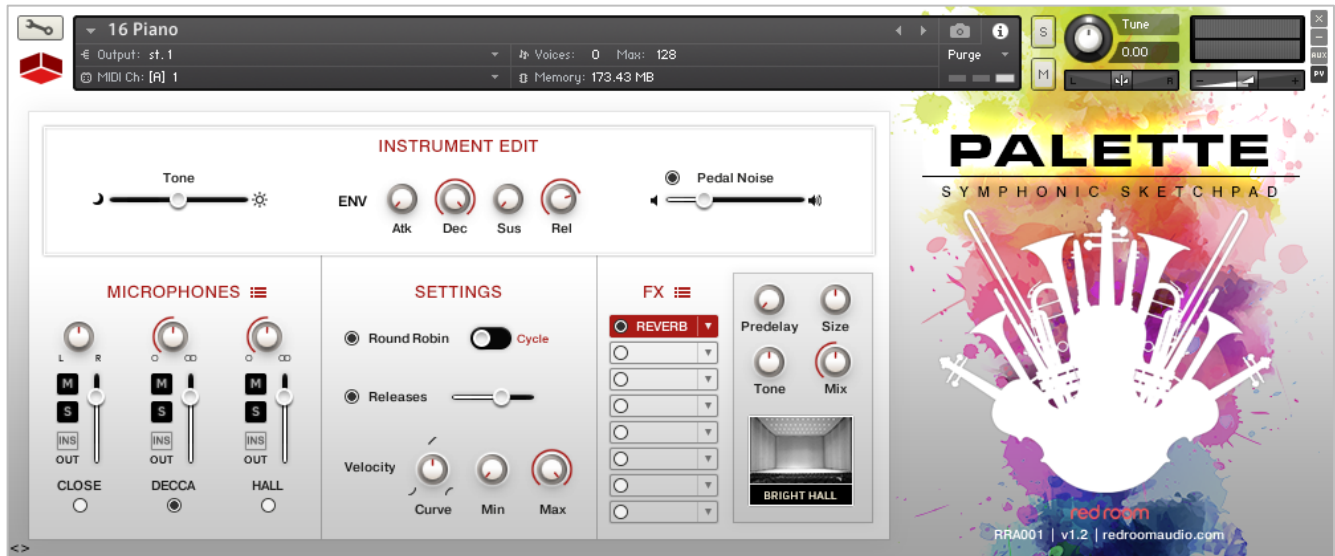 16 Piano
Output: st.1
Voices: 0 Max: 128
Purge
MIDI Ch: [A] 1
Memory: 173.43 MB
S
M
Tune
0.00
L R
- +
×
−
AUX
PV
INSTRUMENT EDIT
Tone
ENV
Atk Dec Sus Rel
Pedal Noise
MICROPHONES
L R
M M M
S S S
INS INS INS
OUT OUT OUT
CLOSE DECCA HALL
SETTINGS
Round Robin Cycle
Releases
Velocity
Curve Min Max
FX
REVERB
Predelay Size
Tone Mix
BRIGHT HALL
PALETTE
SYMPHONIC SKETCHPAD
red room
RRA001 | v1.2 | redroomaudio.com
<>